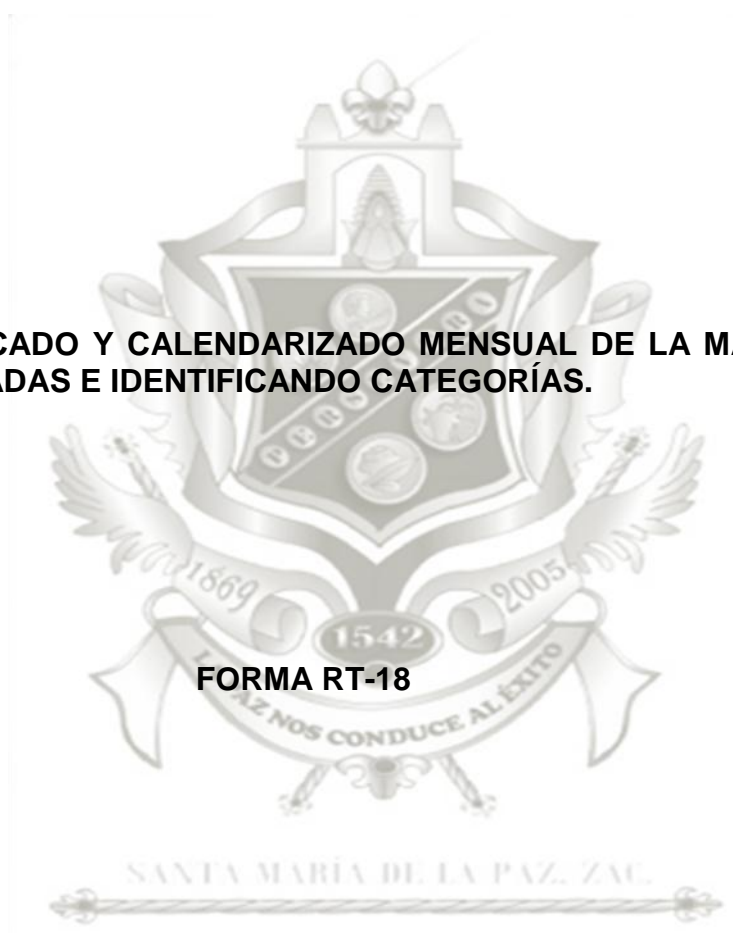 CADO Y CALENDARIZADO MENSUAL DE LA MA
ADAS E IDENTIFICANDO CATEGORÍAS.
1869
2005
1542
FORMA RT-18
PAZ NOS CONDUCE AL ÉXITO
SANTA MARÍA DE LA PAZ, ZAC.